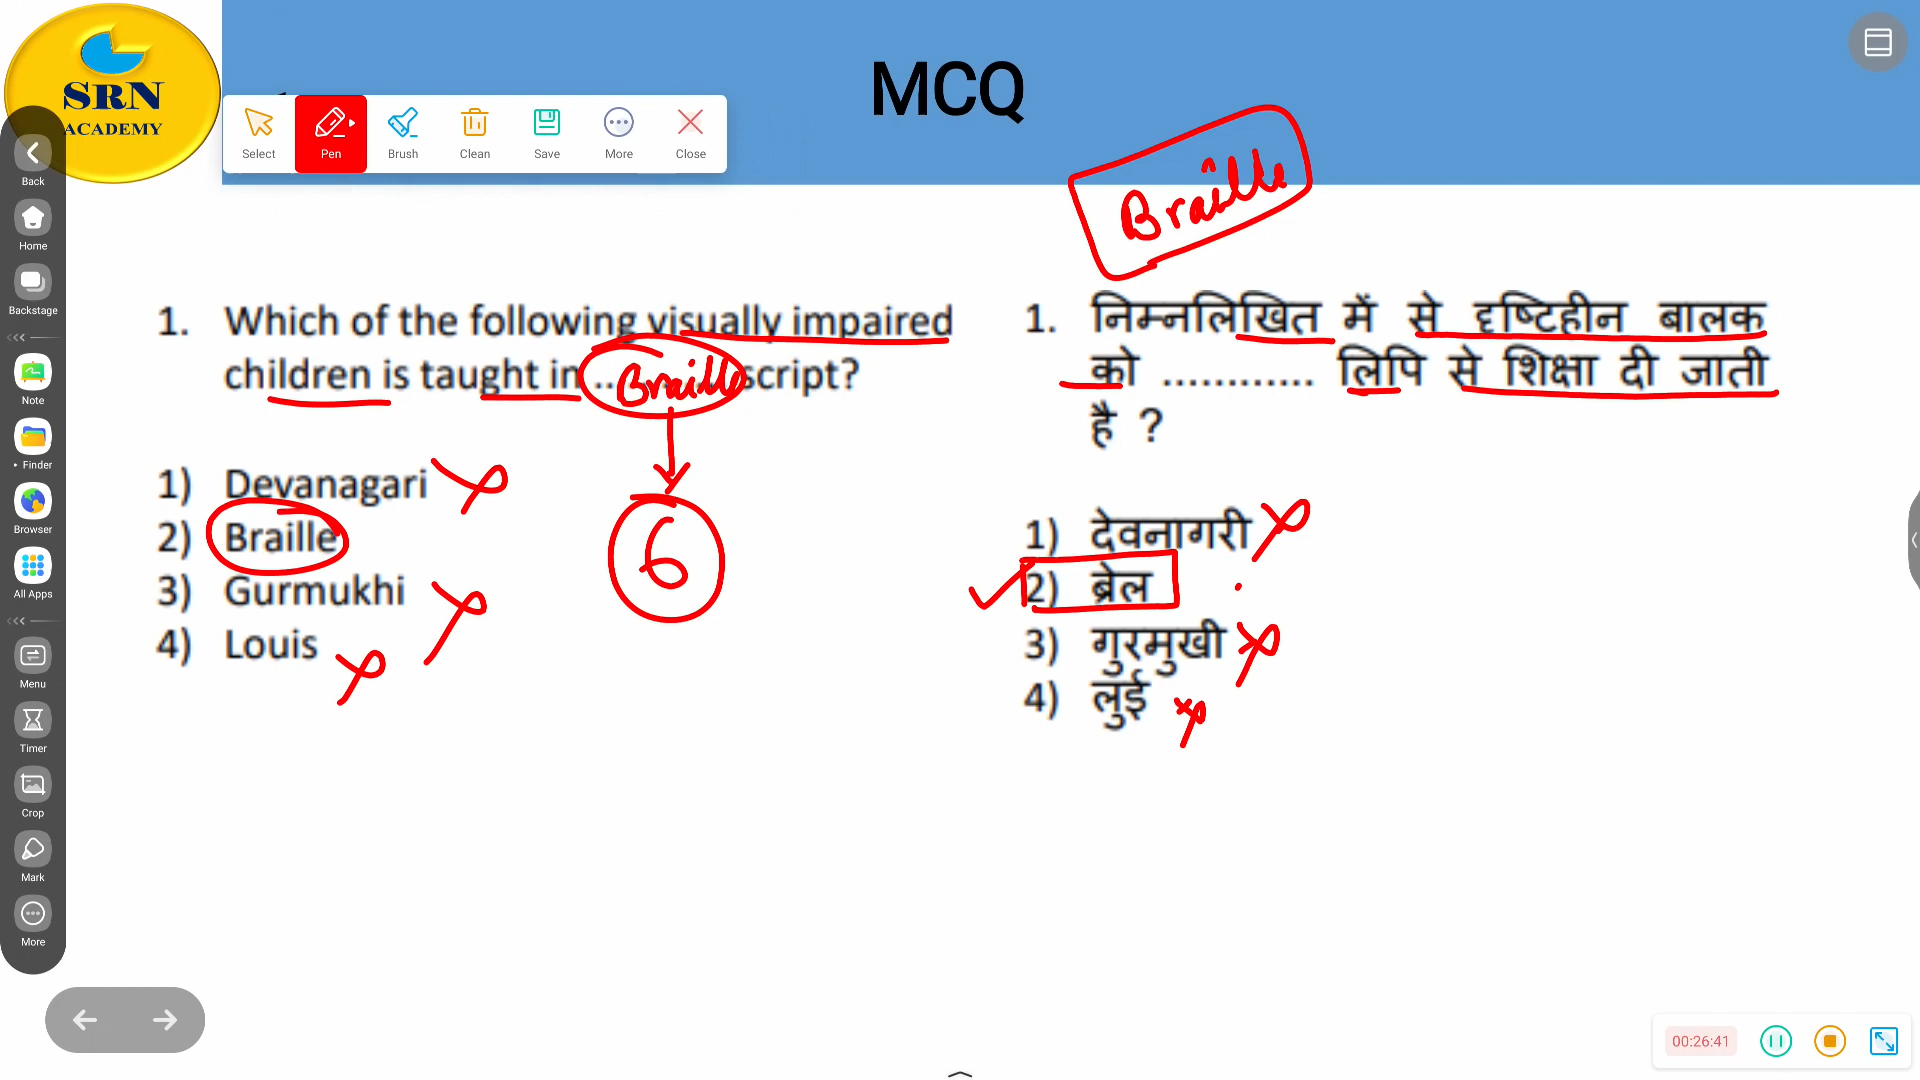 SRN
ACADEMY
MCQ
Select
Pen
Brush
Clean
Save
More
Close
Back
Home
Backstage
Note
Finder
Browser
All Apps
Menu
Timer
Crop
Mark
More
Braille
1. Which of the following visually impaired
children is taught in .. Braille script?
6
1) Devanagari
2) Braille
3) Gurmukhi
4) Louis
1. निम्नलिखित में से दृष्टिहीन बालक
को ............ लिपि से शिक्षा दी जाती
है ?
1) देवनागरी
2) ब्रेल
3) गुरमुखी
4) लुई
00:26:41